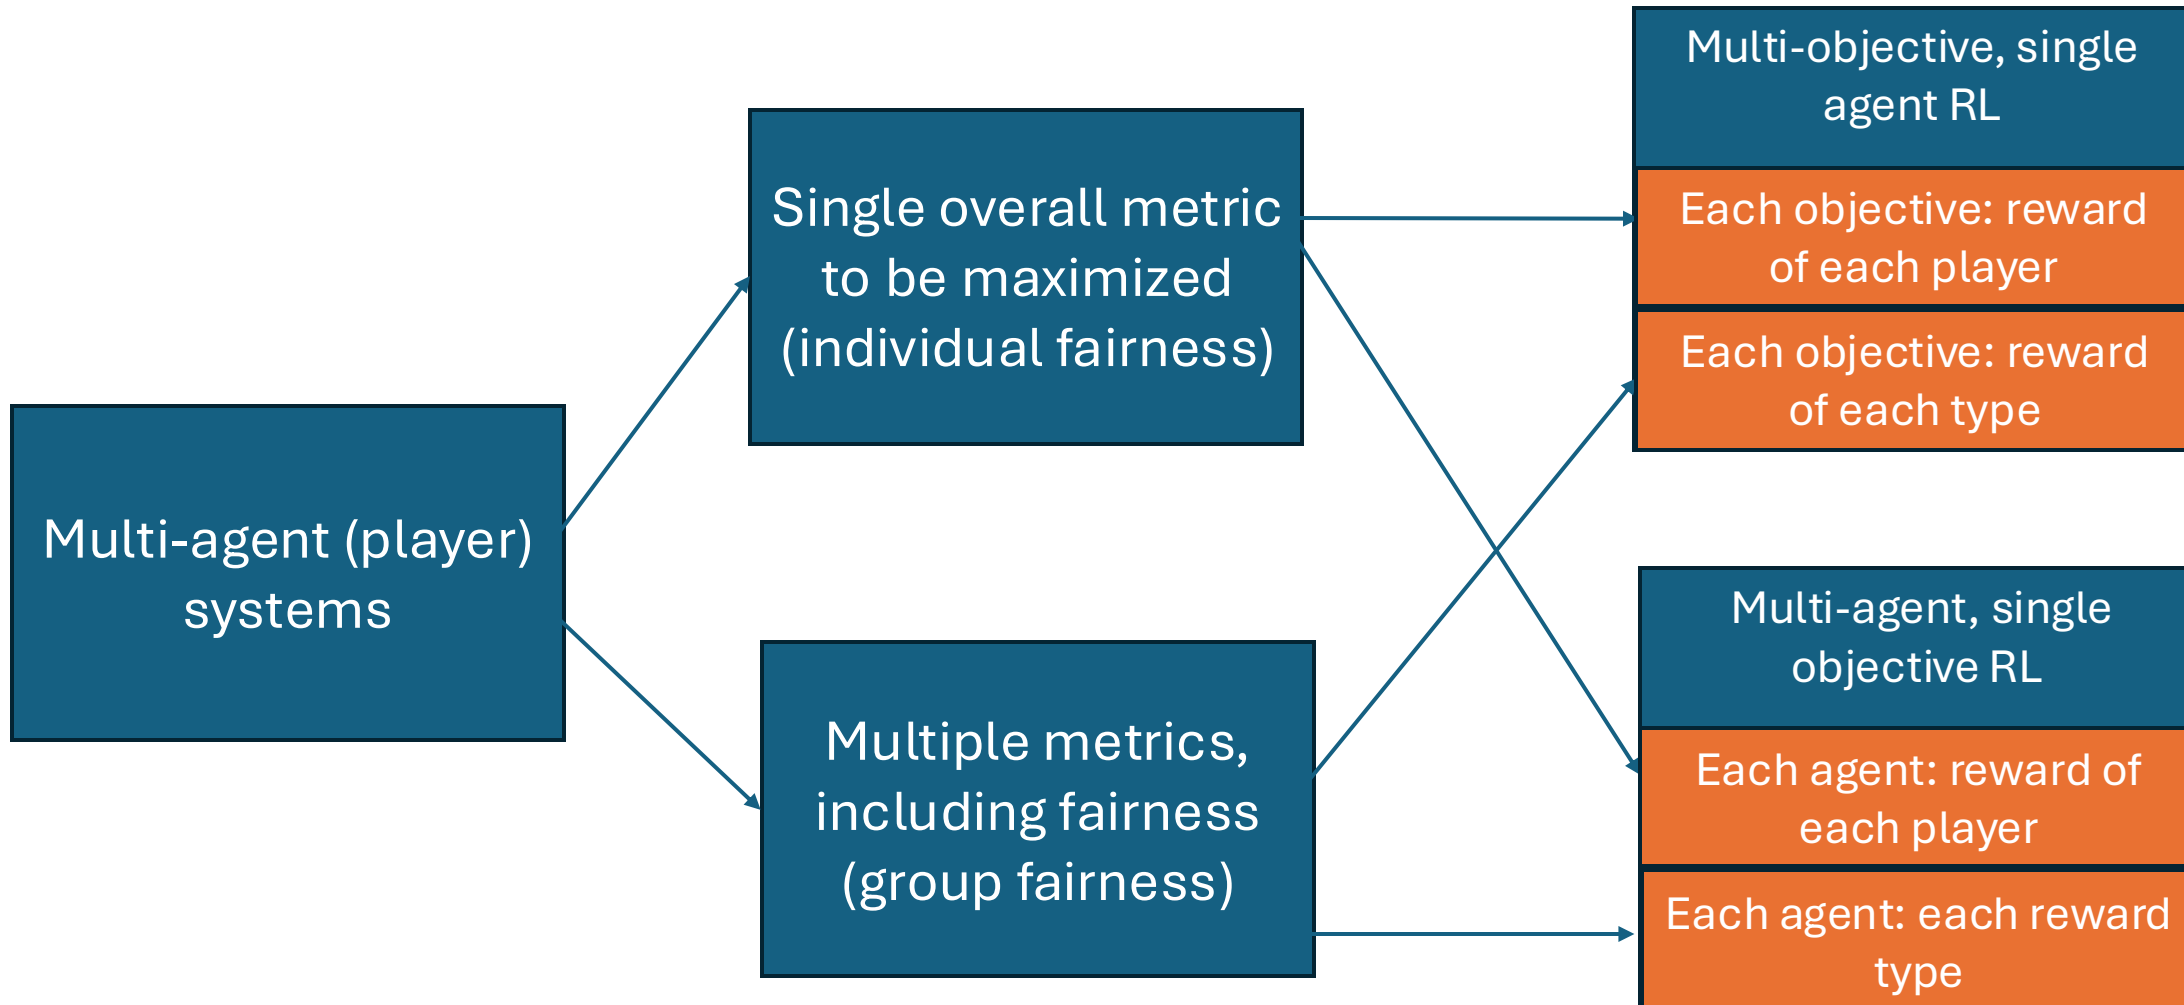 Multi-agent (player)
systems
Single overall metric
to be maximized
(individual fairness)
Multiple metrics,
including fairness
(group fairness)
Multi-objective, single
agent RL
Each objective: reward
of each player
Each objective: reward
of each type
Multi-agent, single
objective RL
Each agent: reward of
each player
Each agent: each reward
type